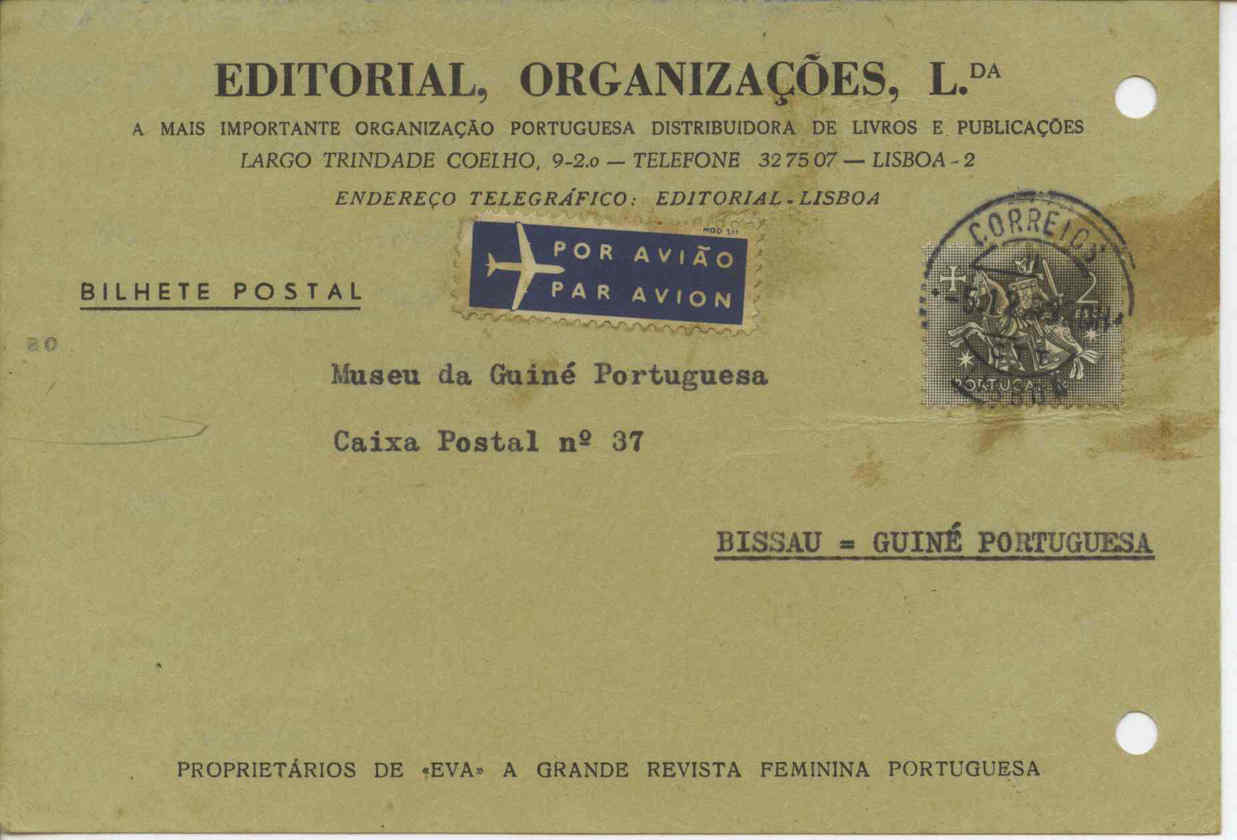 EDITORIAL, ORGANIZAÇÕES, L.DA
A MAIS IMPORTANTE ORGANIZAÇÃO PORTUGUESA DISTRIBUIDORA DE LIVROS E PUBLICAÇÕES
LARGO TRINDADE COELHO, 9-2.o — TELEFONE 32 75 07 — LISBOA - 2
ENDEREÇO TELEGRÁFICO: EDITORIAL - LISBOA
POR AVIÃO
PAR AVION
CORREIOS
2
PORTUGAL
BILHETE POSTAL
Museu da Guiné Portuguesa
Caixa Postal nº 37
BISSAU = GUINÉ PORTUGUESA
PROPRIETÁRIOS DE «EVA» A GRANDE REVISTA FEMININA PORTUGUESA